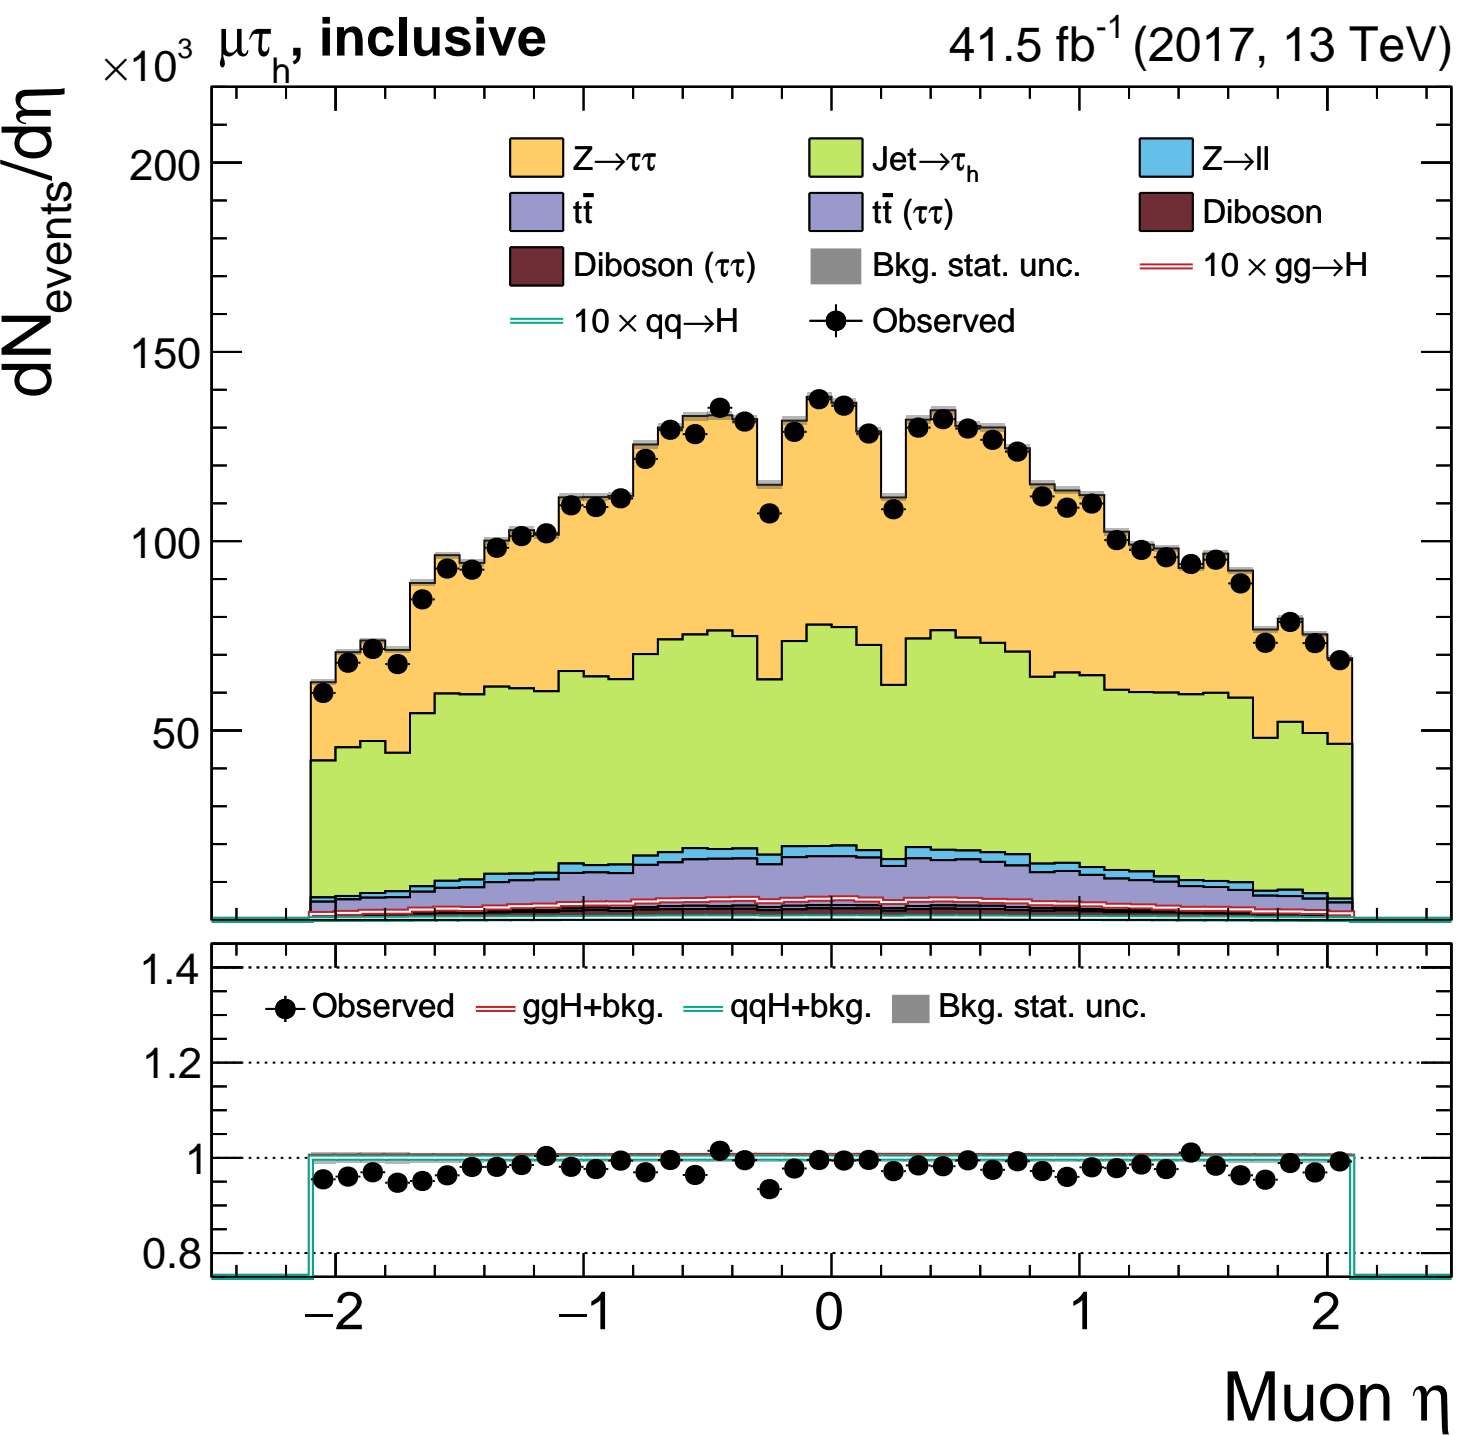 ×10³ μτₕ, inclusive 41.5 fb⁻¹ (2017, 13 TeV)
dN_events/dη
200
150
100
50
Z→ττ Jet→τₕ Z→ll
tt̄ tt̄ (ττ) Diboson
Diboson (ττ) Bkg. stat. unc. 10 × gg→H
10 × qq→H Observed
1.4
1.2
1
0.8
Observed ggH+bkg. qqH+bkg. Bkg. stat. unc.
−2 −1 0 1 2
Muon η